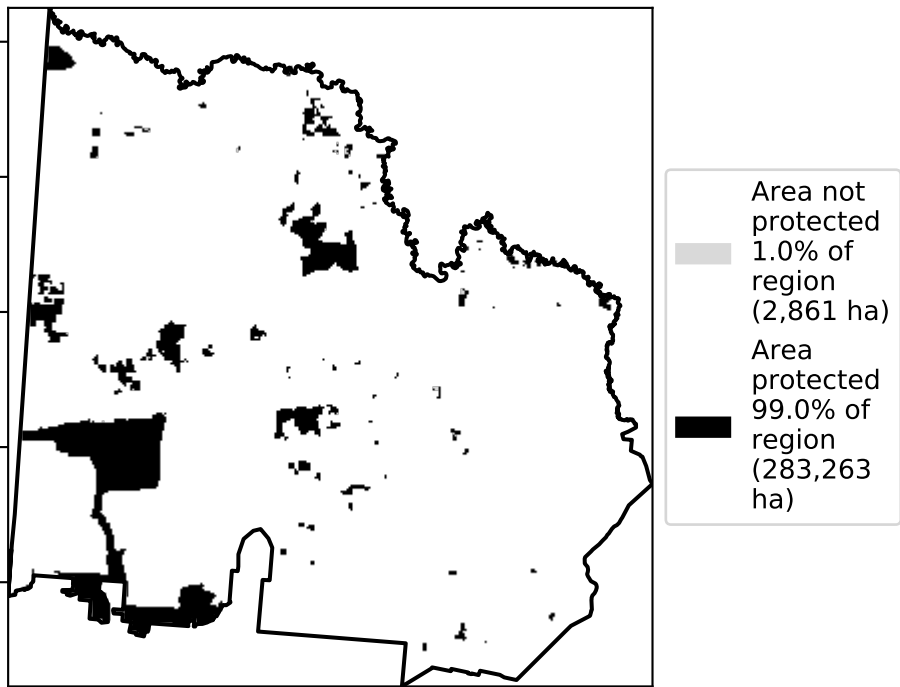 Area not
protected
1.0% of
region
(2,861 ha)
Area
protected
99.0% of
region
(283,263
ha)